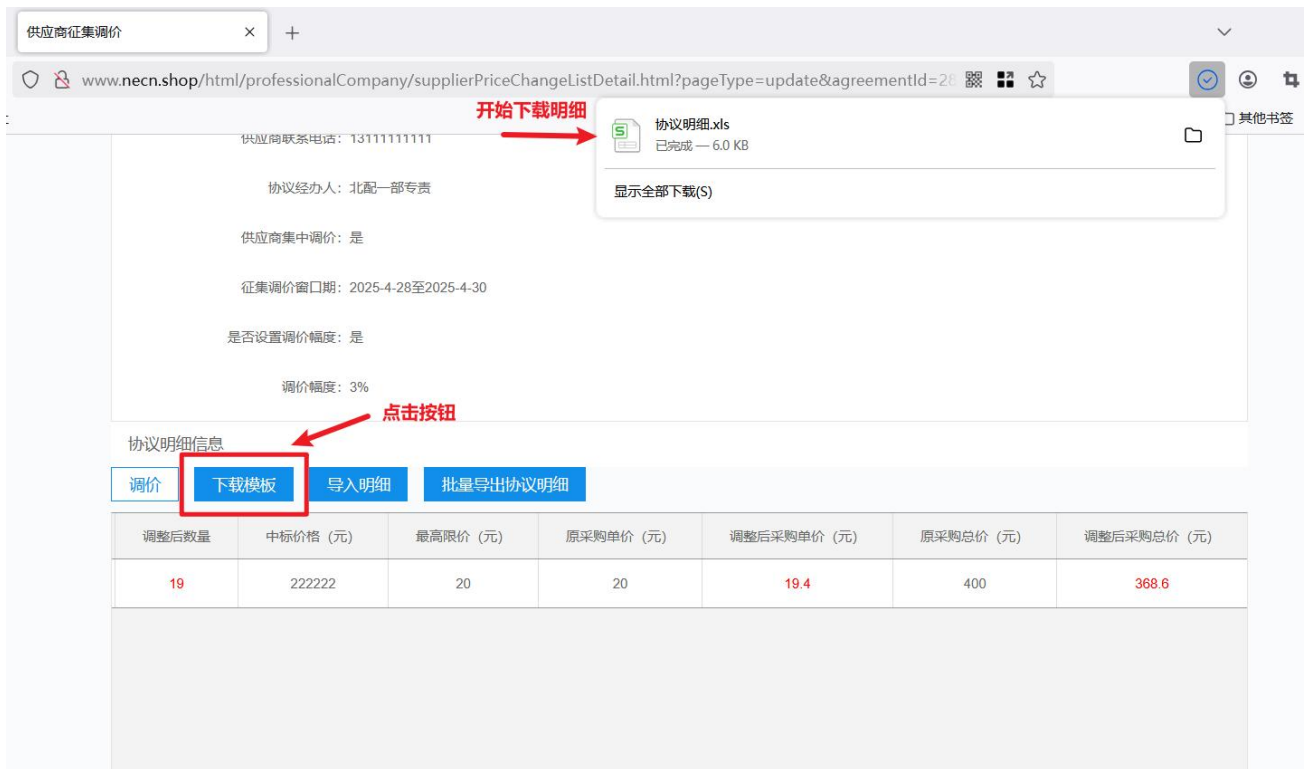 供应商征集调价
www.necn.shop/html/professionalCompany/supplierPriceChangeListDetail.html?pageType=update&agreementId=28
开始下载明细
协议明细.xls
已完成 — 6.0 KB
显示全部下载(S)
其他书签
供应商联系电话：13111111111
协议经办人：北配一部专责
供应商集中调价：是
征集调价窗口期：2025-4-28至2025-4-30
是否设置调价幅度：是
调价幅度：3%
点击按钮
协议明细信息
调价 下载模板 导入明细 批量导出协议明细
调整后数量 中标价格（元） 最高限价（元） 原采购单价（元） 调整后采购单价（元） 原采购总价（元） 调整后采购总价（元）
19 222222 20 20 19.4 400 368.6